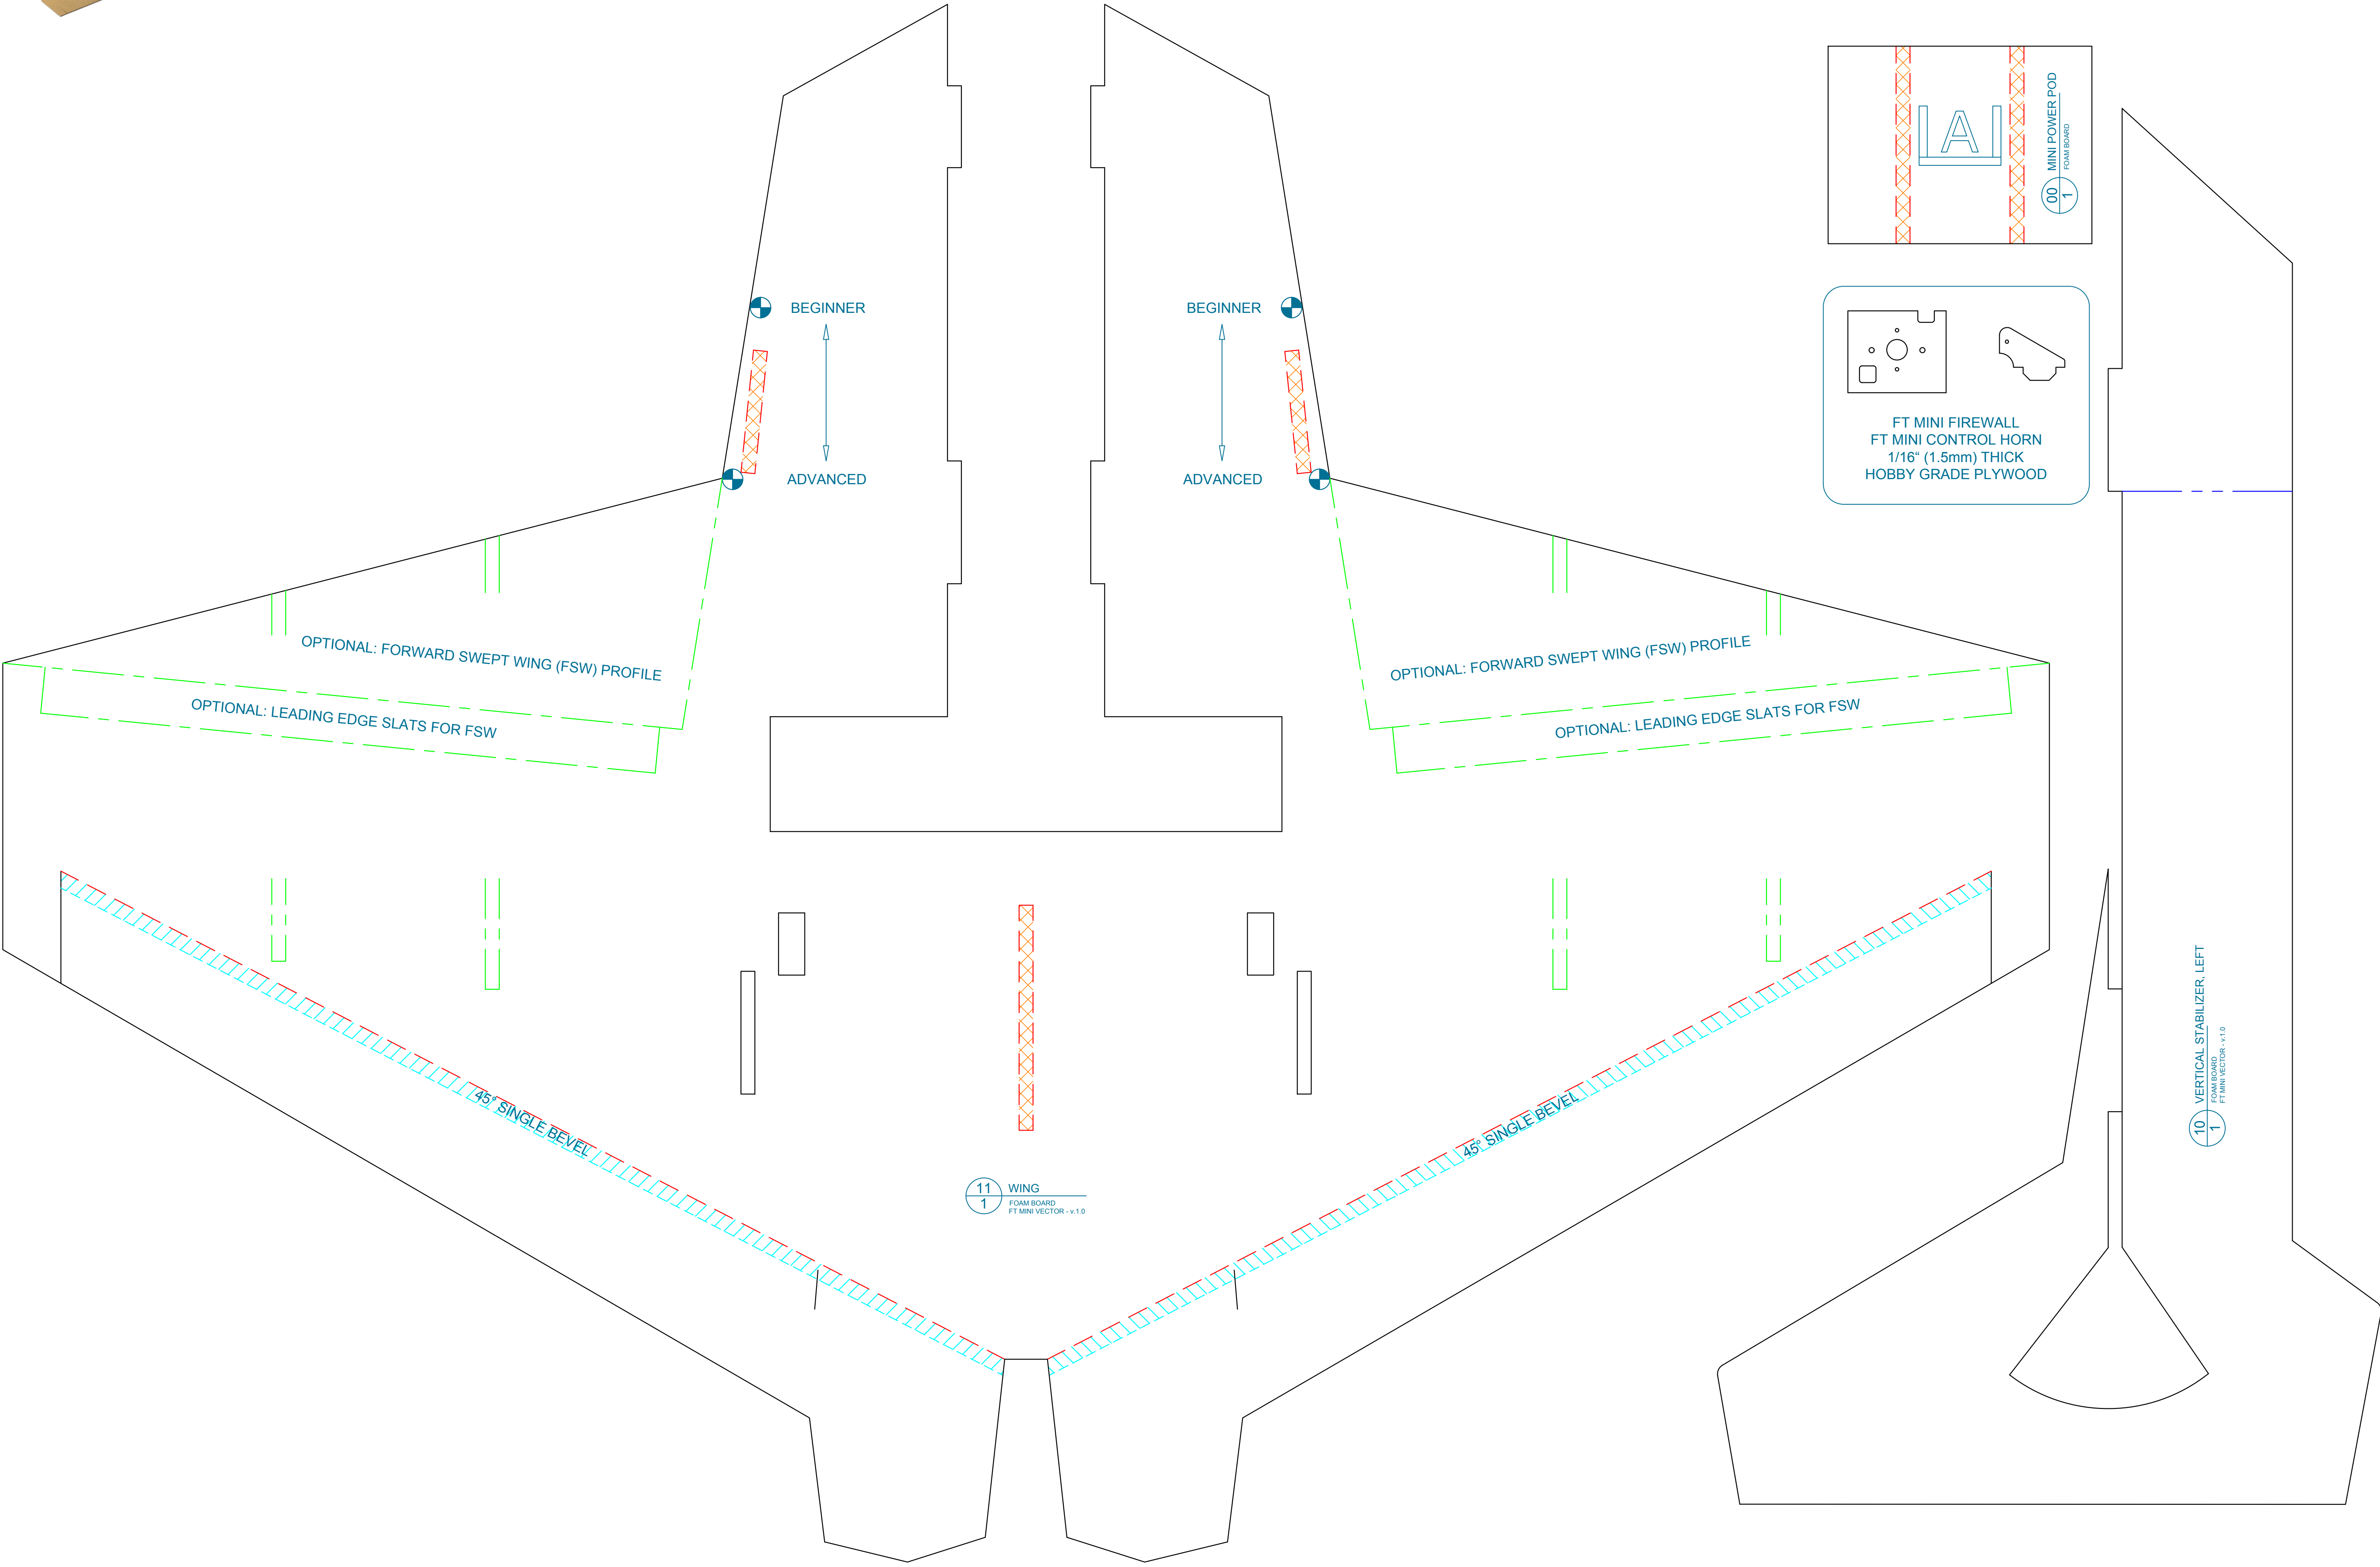 BEGINNER
ADVANCED
BEGINNER
ADVANCED
A
00
1
MINI POWER POD
FOAM BOARD
FT MINI FIREWALL
FT MINI CONTROL HORN
1/16“ (1.5mm) THICK
HOBBY GRADE PLYWOOD
OPTIONAL: FORWARD SWEPT WING (FSW) PROFILE
OPTIONAL: LEADING EDGE SLATS FOR FSW
OPTIONAL: FORWARD SWEPT WING (FSW) PROFILE
OPTIONAL: LEADING EDGE SLATS FOR FSW
45° SINGLE BEVEL
45° SINGLE BEVEL
11
1
WING
FOAM BOARD
FT MINI VECTOR - v.1.0
10
1
VERTICAL STABILIZER, LEFT
FOAM BOARD
FT MINI VECTOR - v.1.0